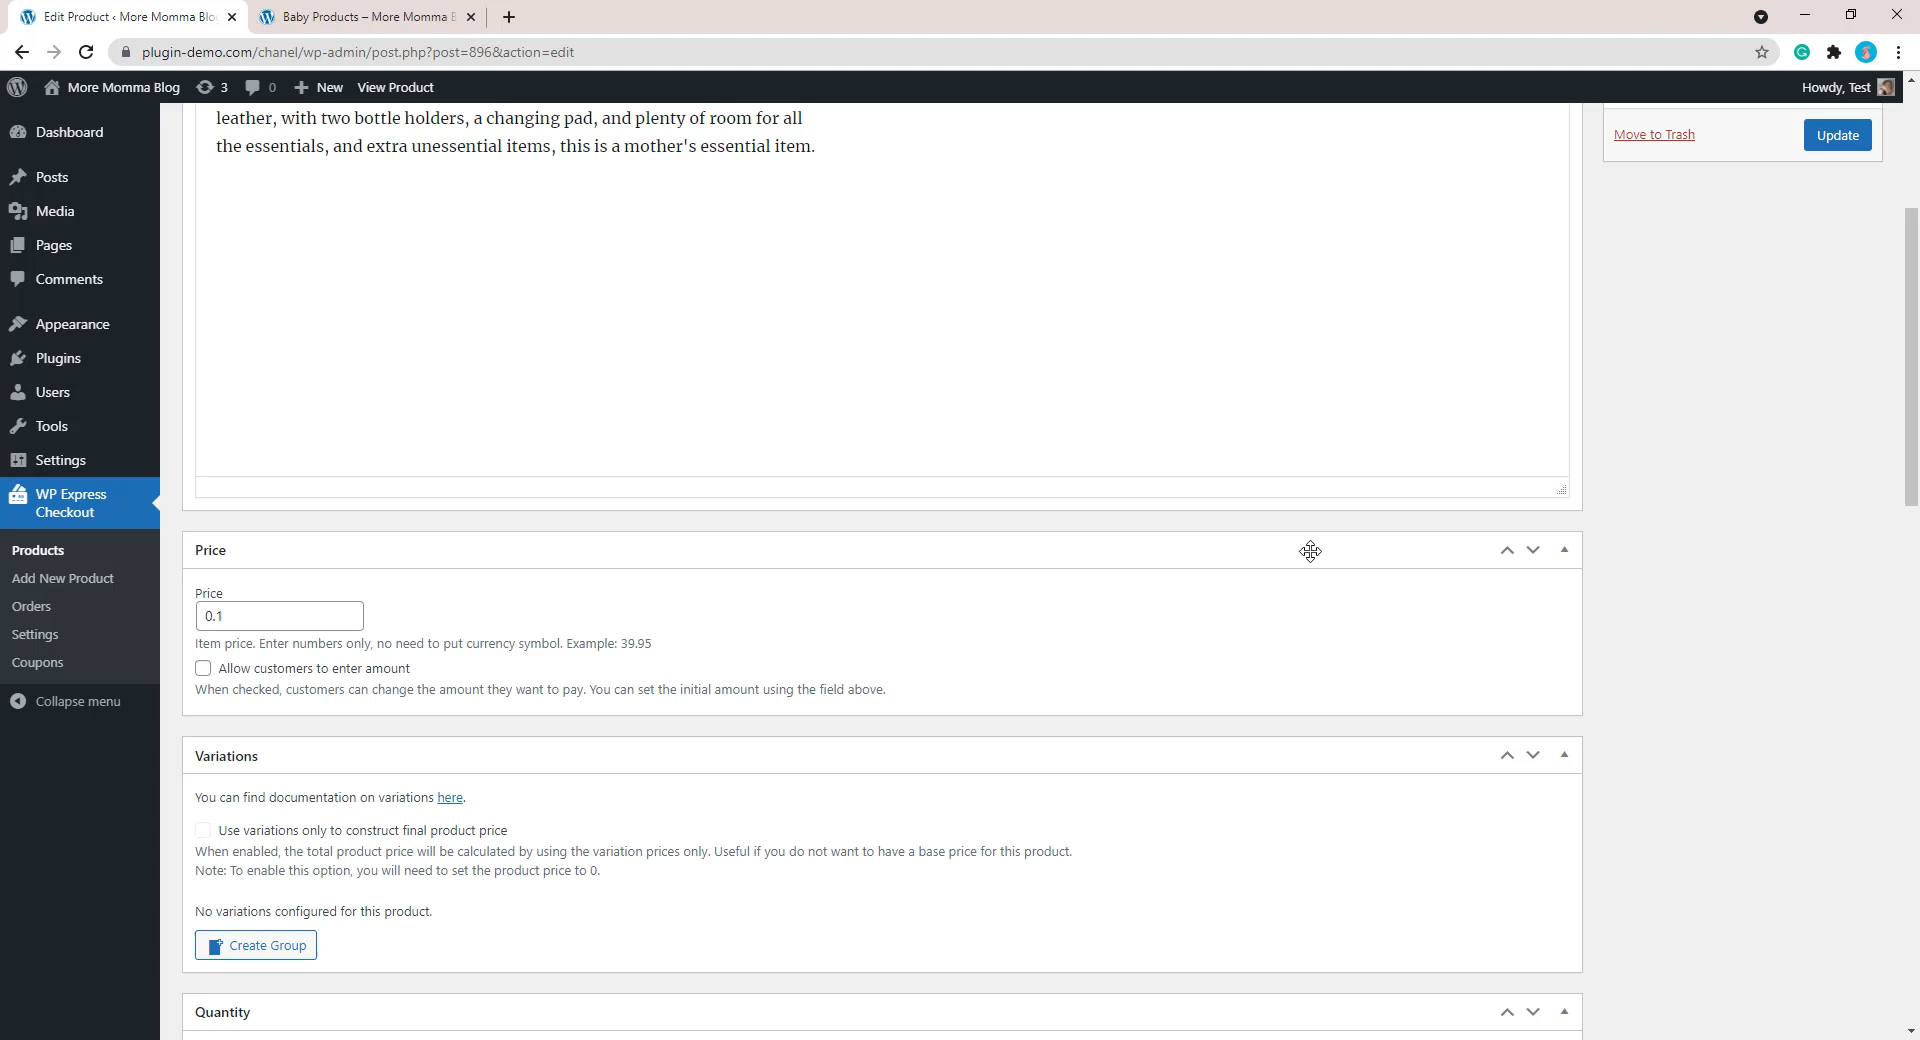 Edit Product ‹ More Momma Blo
Baby Products – More Momma B
plugin-demo.com/chanel/wp-admin/post.php?post=896&action=edit
More Momma Blog
3
0
New
View Product
Howdy, Test
Dashboard
Posts
Media
Pages
Comments
Appearance
Plugins
Users
Tools
Settings
WP Express
Checkout
Products
Add New Product
Orders
Settings
Coupons
Collapse menu
leather, with two bottle holders, a changing pad, and plenty of room for all
the essentials, and extra unessential items, this is a mother's essential item.
Move to Trash
Update
Price
Price
0.1
Item price. Enter numbers only, no need to put currency symbol. Example: 39.95
Allow customers to enter amount
When checked, customers can change the amount they want to pay. You can set the initial amount using the field above.
Variations
You can find documentation on variations here.
Use variations only to construct final product price
When enabled, the total product price will be calculated by using the variation prices only. Useful if you do not want to have a base price for this product.
Note: To enable this option, you will need to set the product price to 0.
No variations configured for this product.
Create Group
Quantity